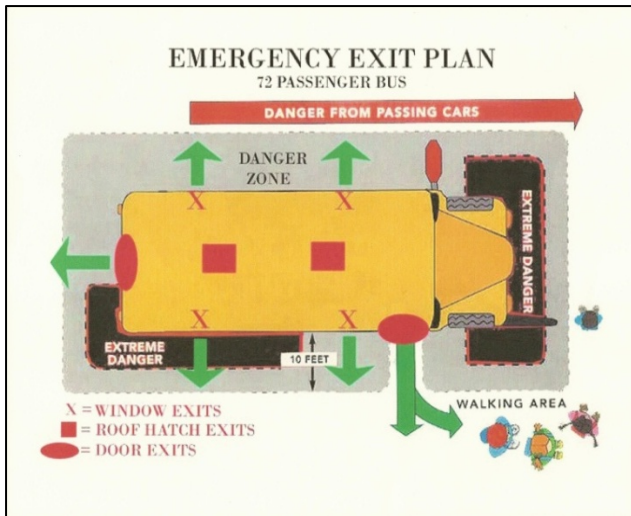 EMERGENCY EXIT PLAN
72 PASSENGER BUS
DANGER FROM PASSING CARS
DANGER
ZONE
X
X
EXTREME DANGER
X
X
EXTREME
DANGER
10 FEET
WALKING AREA
X = WINDOW EXITS
= ROOF HATCH EXITS
= DOOR EXITS